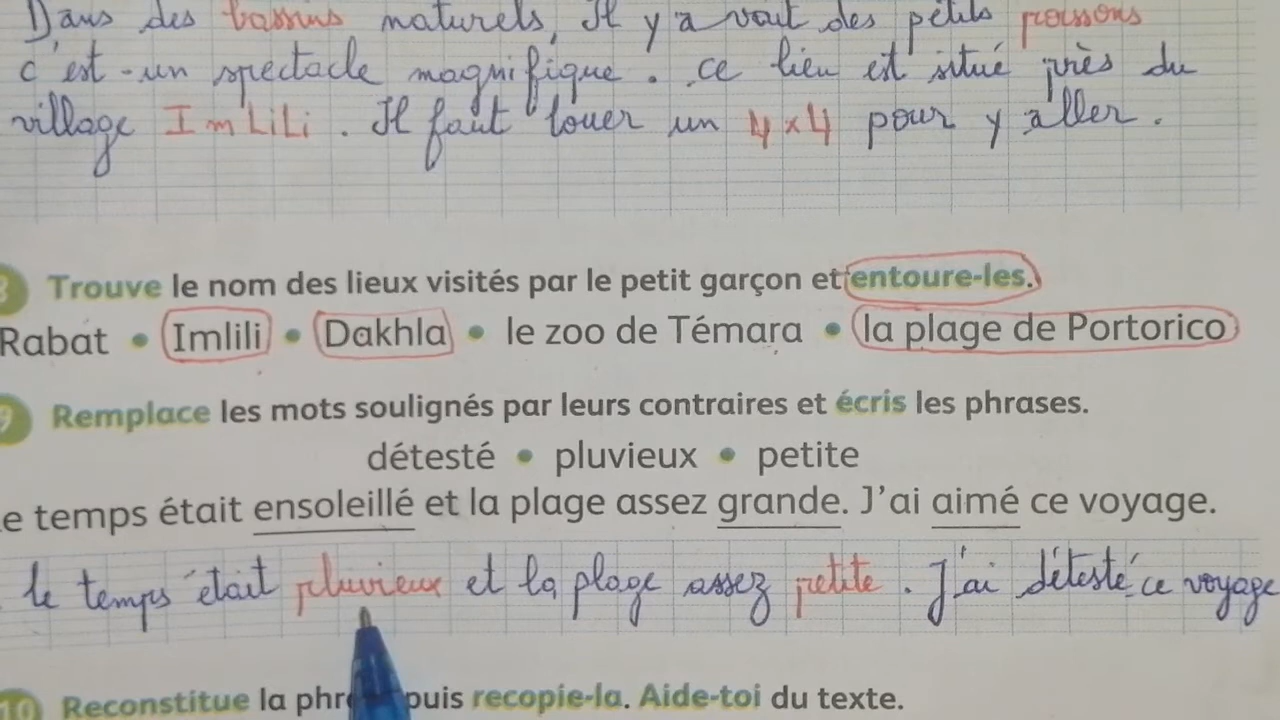 Dans des bassins naturels, Il y a vait des petits poissons
c'est-un spectacle magnifique. ce lieu est situé près du
village ImLiLi. Il faut louer un 4x4 pour y aller.
8 Trouve le nom des lieux visités par le petit garçon et entoure-les.
Rabat • Imlili • Dakhla • le zoo de Témara • la plage de Portorico
9 Remplace les mots soulignés par leurs contraires et écris les phrases.
détesté • pluvieux • petite
Le temps était ensoleillé et la plage assez grande. J'ai aimé ce voyage.
le temps était pluvieux et la plage assez petite. J'ai détesté ce voyage
10 Reconstitue la phr puis recopie-la. Aide-toi du texte.